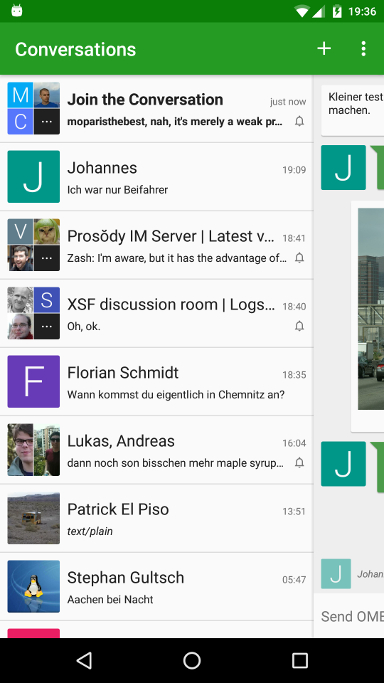 19:36
Conversations
M
C
...
Join the Conversation
just now
moparisthebest, nah, it's merely a weak pr...
J
Johannes
19:09
Ich war nur Beifahrer
V
...
Prosŏdy IM Server | Latest v...
18:41
Zash: I'm aware, but it has the advantage of...
S
...
XSF discussion room | Logs...
18:40
Oh, ok.
F
Florian Schmidt
18:35
Wann kommst du eigentlich in Chemnitz an?
Lukas, Andreas
16:04
dann noch son bisschen mehr maple syrup...
Patrick El Piso
13:51
text/plain
Stephan Gultsch
05:47
Aachen bei Nacht
Kleiner test
machen.
J
J
J
Johan
Send OME